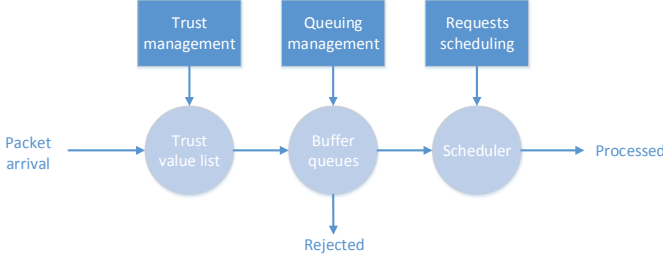 Trust
management
Queuing
management
Requests
scheduling
Packet
arrival
Trust
value list
Buffer
queues
Scheduler
Processed
Rejected